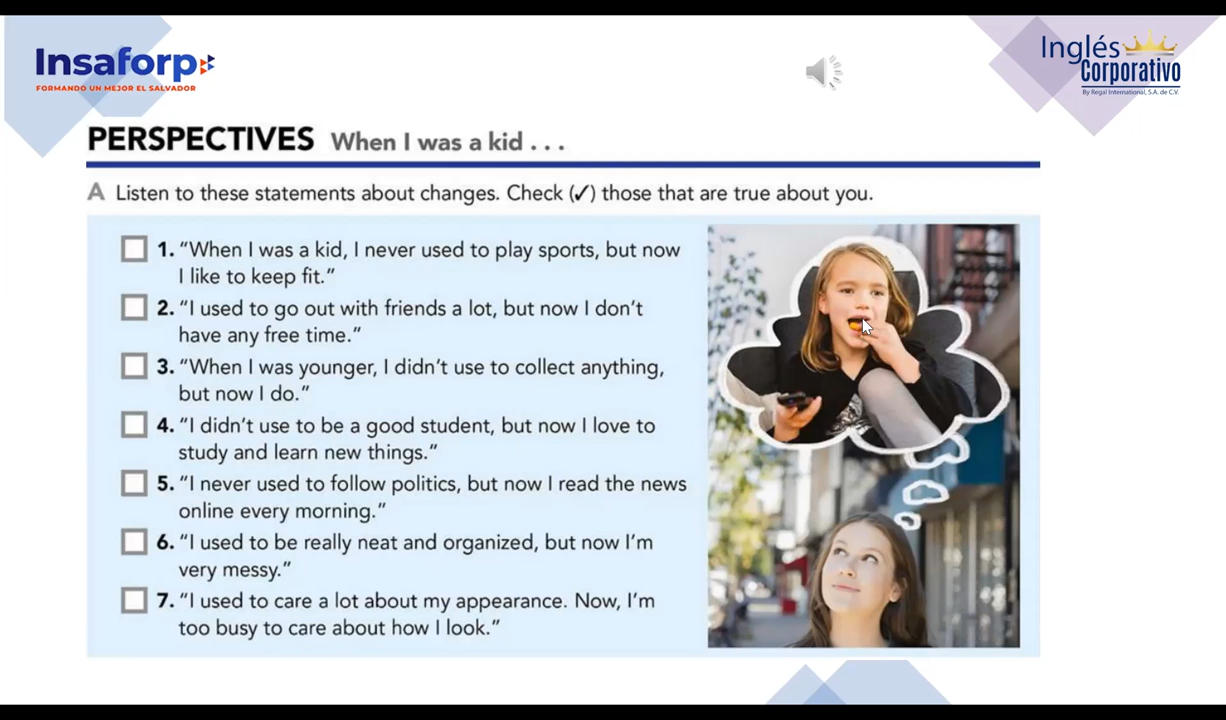 Insaforp
FORMANDO UN MEJOR EL SALVADOR
Inglés
Corporativo
By Regal International, S.A. de C.V.
PERSPECTIVES When I was a kid . . .
A Listen to these statements about changes. Check (✓) those that are true about you.
1. “When I was a kid, I never used to play sports, but now
I like to keep fit.”
2. “I used to go out with friends a lot, but now I don’t
have any free time.”
3. “When I was younger, I didn’t use to collect anything,
but now I do.”
4. “I didn’t use to be a good student, but now I love to
study and learn new things.”
5. “I never used to follow politics, but now I read the news
online every morning.”
6. “I used to be really neat and organized, but now I’m
very messy.”
7. “I used to care a lot about my appearance. Now, I’m
too busy to care about how I look.”